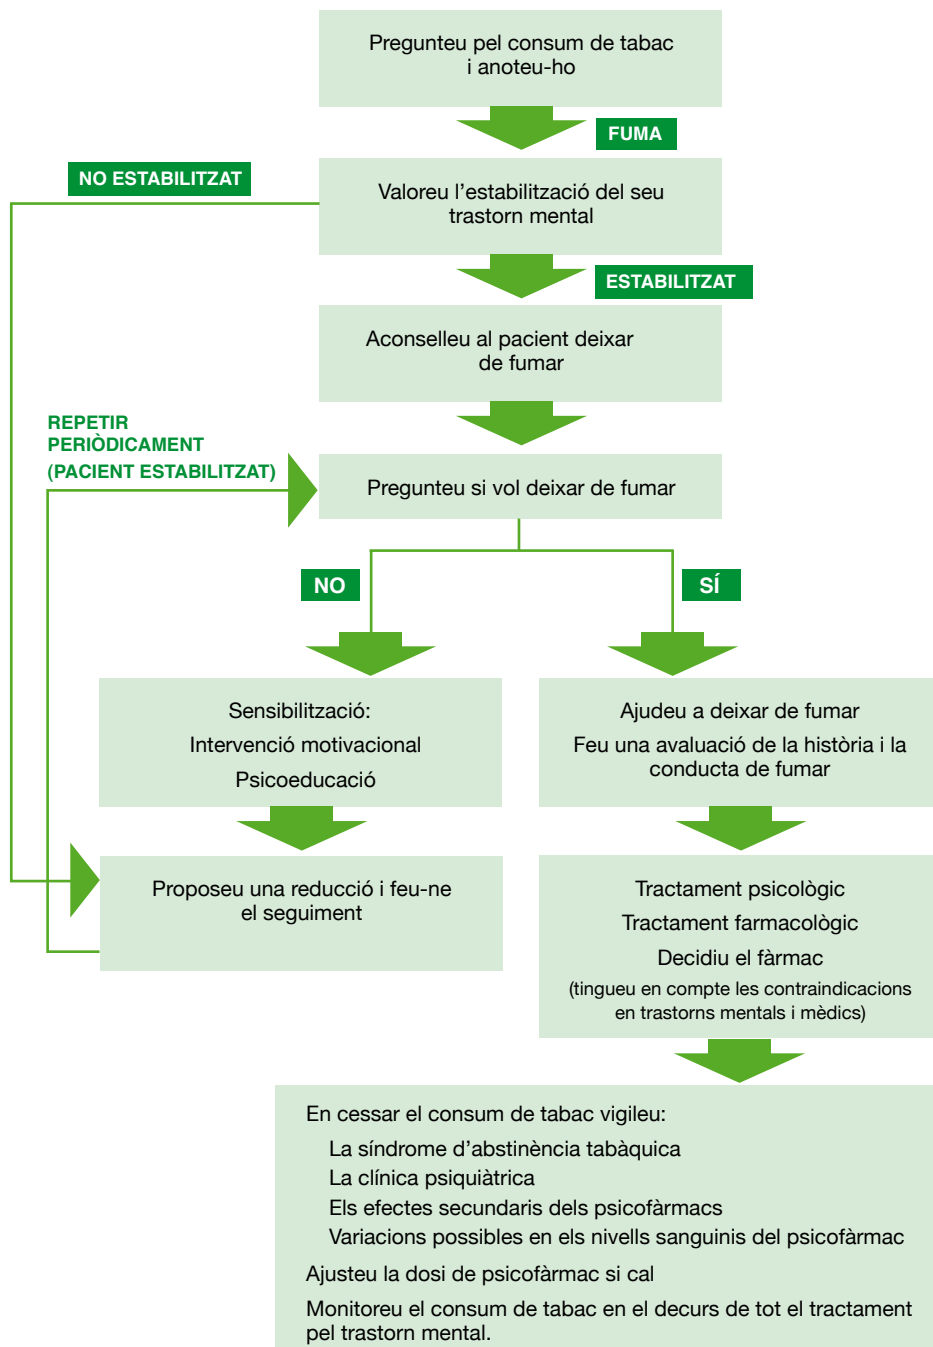 Pregunteu pel consum de tabac
i anoteu-ho
FUMA
NO ESTABILITZAT
Valoreu l’estabilització del seu
trastorn mental
ESTABILITZAT
Aconselleu al pacient deixar
de fumar
REPETIR
PERIÒDICAMENT
(PACIENT ESTABILITZAT)
Pregunteu si vol deixar de fumar
NO
SÍ
Sensibilització:
Intervenció motivacional
Psicoeducació
Ajudeu a deixar de fumar
Feu una avaluació de la història i la
conducta de fumar
Proposeu una reducció i feu-ne
el seguiment
Tractament psicològic
Tractament farmacològic
Decidiu el fàrmac
(tingueu en compte les contraindicacions
en trastorns mentals i mèdics)
En cessar el consum de tabac vigileu:
La síndrome d’abstinència tabàquica
La clínica psiquiàtrica
Els efectes secundaris dels psicofàrmacs
Variacions possibles en els nivells sanguinis del psicofàrmac
Ajusteu la dosi de psicofàrmac si cal
Monitoreu el consum de tabac en el decurs de tot el tractament
pel trastorn mental.